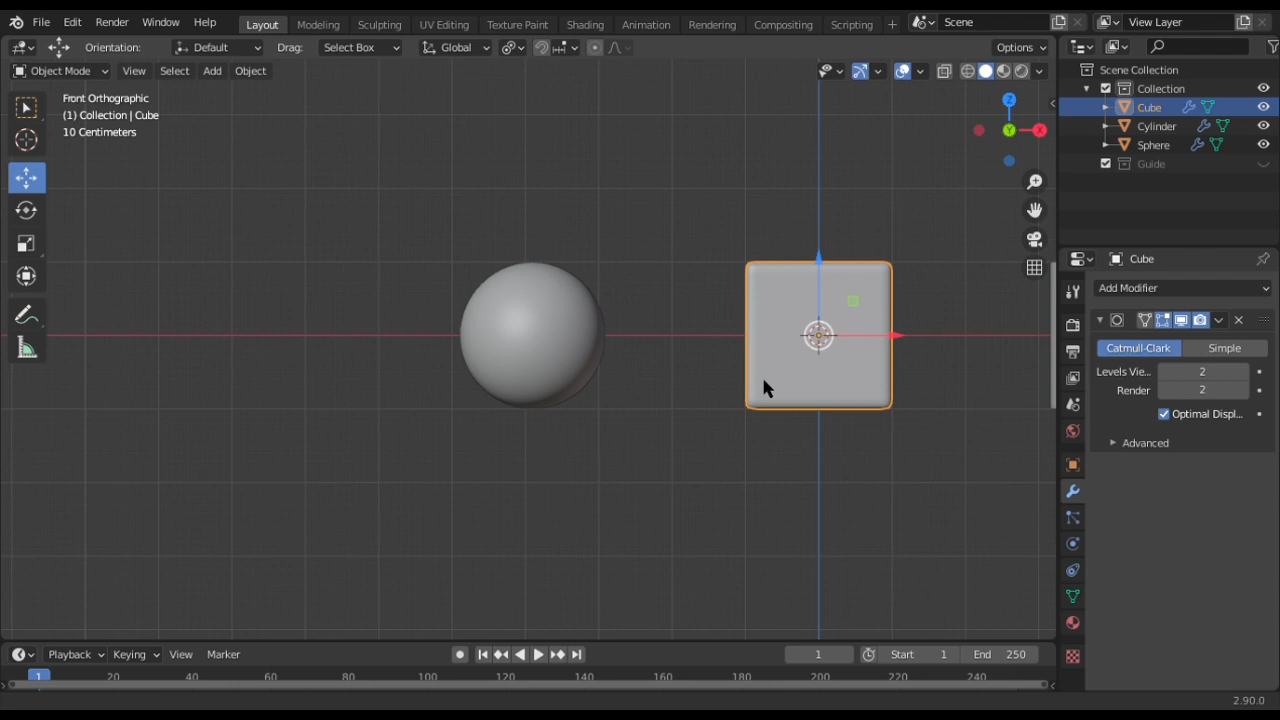 File Edit Render Window Help Layout Modeling Sculpting UV Editing Texture Paint Shading Animation Rendering Compositing Scripting + Scene View Layer
Orientation: Default Drag: Select Box Global Options
Object Mode View Select Add Object
Scene Collection
Collection
Cube
Cylinder
Sphere
Guide
Front Orthographic
(1) Collection | Cube
10 Centimeters
Z
Y
X
Cube
Add Modifier
Catmull-Clark Simple
Levels Vie... 2
Render 2
Optimal Displ...
Advanced
Playback Keying View Marker 1 Start 1 End 250
1 20 40 60 80 100 120 140 160 180 200 220 240
2.90.0